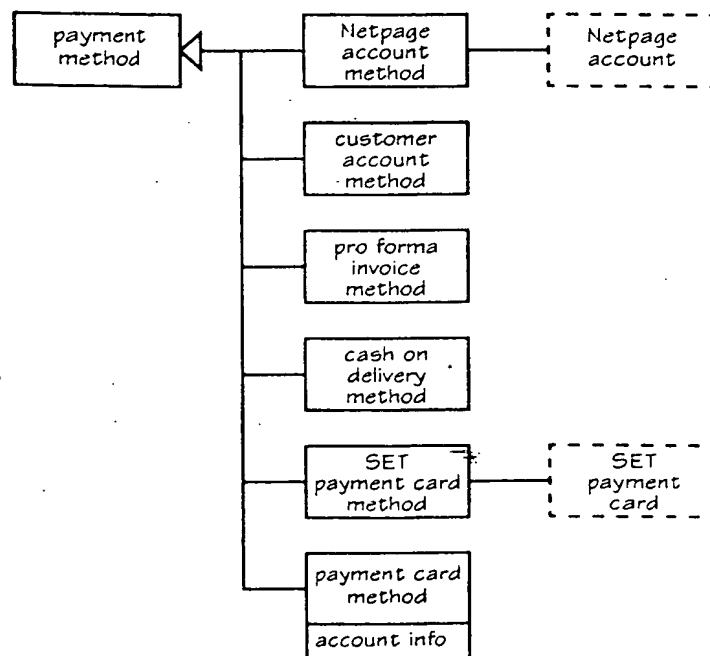 payment
method
Netpage
account
method
Netpage
account
customer
account
method
pro forma
invoice
method
cash on
delivery
method
SET
payment card
method
SET
payment
card
payment card
method
account info